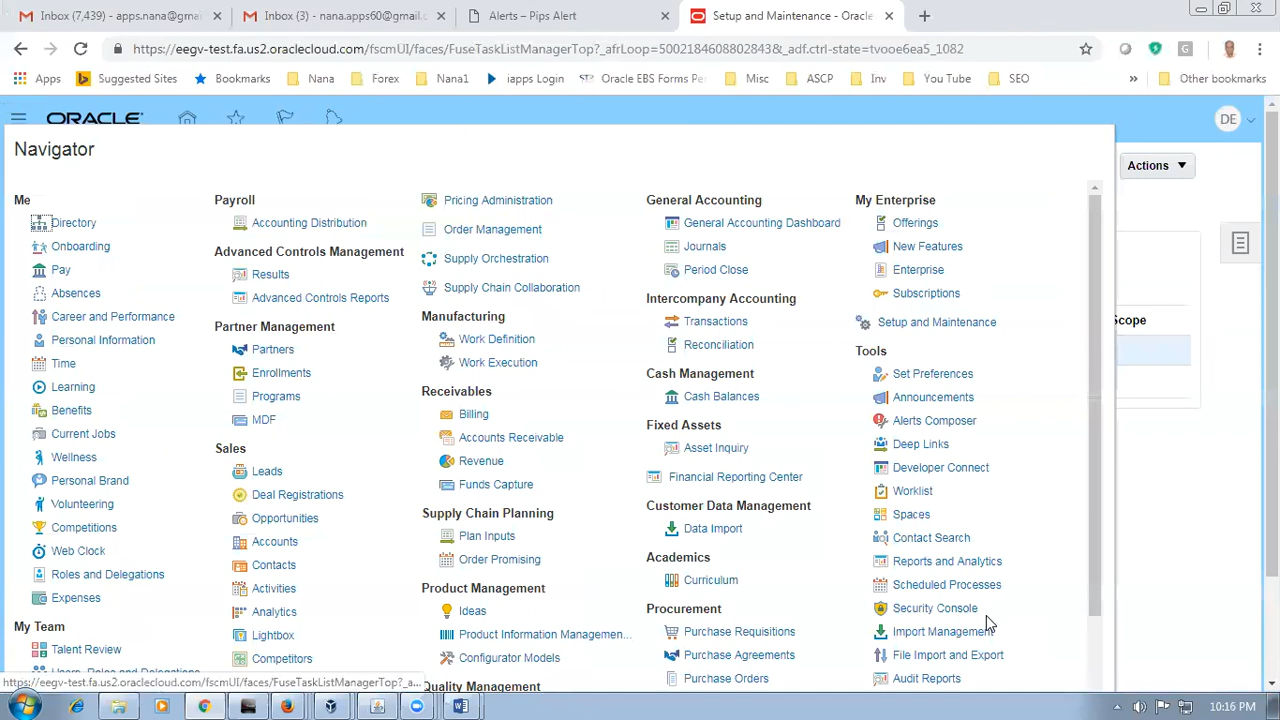 Inbox (7,439) - apps.nana@gmai
Inbox (3) - nana.apps60@gmail.c
Alerts – Pips Alert
Setup and Maintenance - Oracle
https://eegv-test.fa.us2.oraclecloud.com/fscmUI/faces/FuseTaskListManagerTop?_afrLoop=5002184606802843&_adf.ctrl-state=tvooe6ea5_1082
Apps
Suggested Sites
Bookmarks
Nana
Forex
Nana1
iapps Login
Oracle EBS Forms Pe
Misc
ASCP
Inv
You Tube
SEO
Other bookmarks
ORACLE
DE
Navigator
Actions
Scope
Me
Directory
Onboarding
Pay
Absences
Career and Performance
Personal Information
Time
Learning
Benefits
Current Jobs
Wellness
Personal Brand
Volunteering
Competitions
Web Clock
Roles and Delegations
Expenses
My Team
Talent Review
Users, Roles and Delegations
Payroll
Accounting Distribution
Advanced Controls Management
Results
Advanced Controls Reports
Partner Management
Partners
Enrollments
Programs
MDF
Sales
Leads
Deal Registrations
Opportunities
Accounts
Contacts
Activities
Analytics
Lightbox
Competitors
Pricing Administration
Order Management
Supply Orchestration
Supply Chain Collaboration
Manufacturing
Work Definition
Work Execution
Receivables
Billing
Accounts Receivable
Revenue
Funds Capture
Supply Chain Planning
Plan Inputs
Order Promising
Product Management
Ideas
Product Information Managemen...
Configurator Models
Quality Management
General Accounting
General Accounting Dashboard
Journals
Period Close
Intercompany Accounting
Transactions
Reconciliation
Cash Management
Cash Balances
Fixed Assets
Asset Inquiry
Financial Reporting Center
Customer Data Management
Data Import
Academics
Curriculum
Procurement
Purchase Requisitions
Purchase Agreements
Purchase Orders
My Enterprise
Offerings
New Features
Enterprise
Subscriptions
Setup and Maintenance
Tools
Set Preferences
Announcements
Alerts Composer
Deep Links
Developer Connect
Worklist
Spaces
Contact Search
Reports and Analytics
Scheduled Processes
Security Console
Import Management
File Import and Export
Audit Reports
https://eegv-test.fa.us2.oraclecloud.com/fscmUI/faces/FuseTaskListManagerTop?_a...
10:16 PM